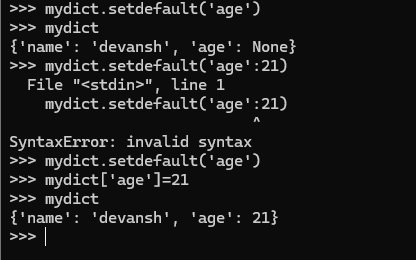 >>> mydict.setdefault('age')
>>> mydict
{'name': 'devansh', 'age': None}
>>> mydict.setdefault('age':21)
  File "<stdin>", line 1
    mydict.setdefault('age':21)
                           ^
SyntaxError: invalid syntax
>>> mydict.setdefault('age')
>>> mydict['age']=21
>>> mydict
{'name': 'devansh', 'age': 21}
>>>